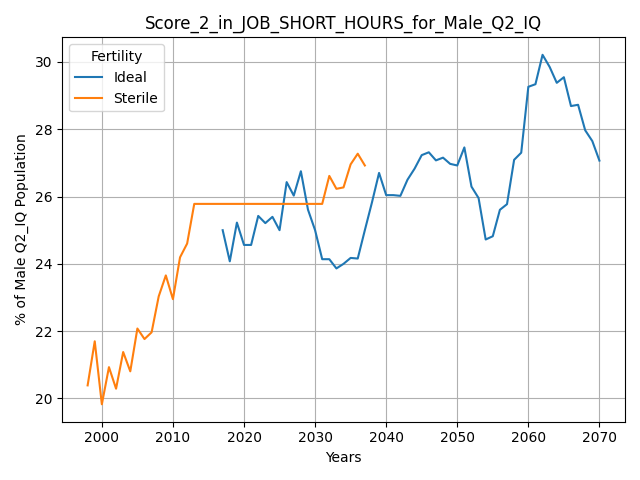 Score_2_in_JOB_SHORT_HOURS_for_Male_Q2_IQ
Fertility
Ideal
Sterile
% of Male Q2_IQ Population
30
28
26
24
22
20
2000 2010 2020 2030 2040 2050 2060 2070
Years